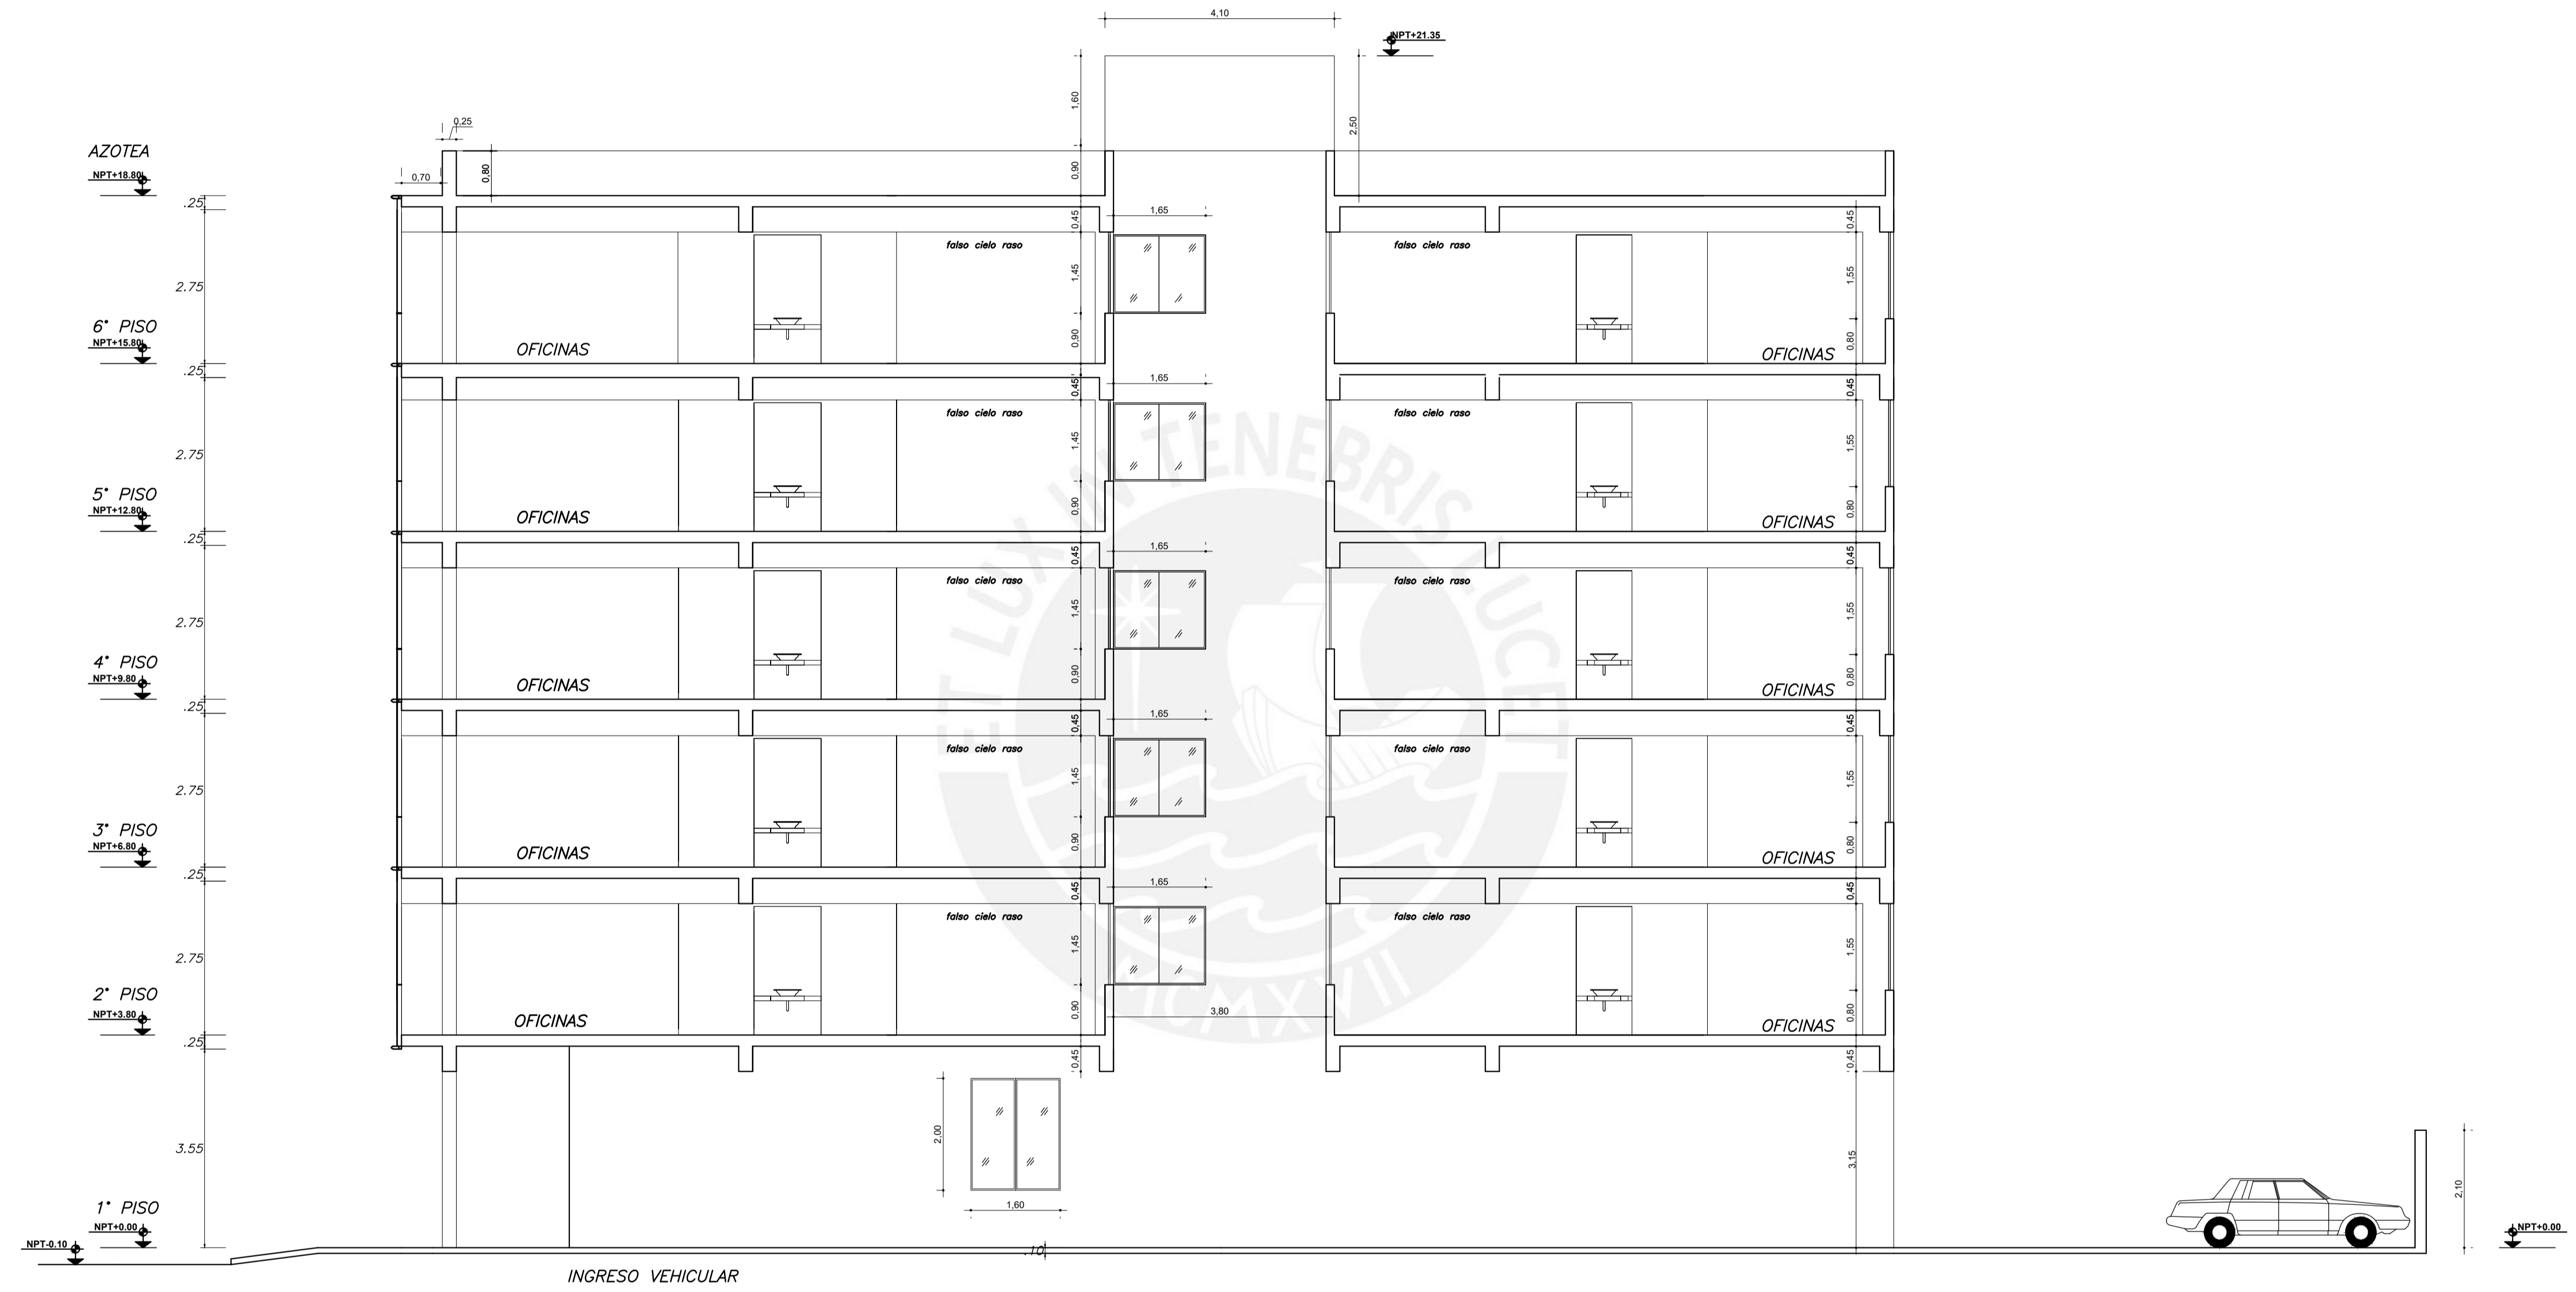 4,10
NPT+21.35
1,60
2,50
0,25
AZOTEA
NPT+18.80
0,70
0,80
0,90
.25
0,45
1,65
0,45
falso cielo raso
falso cielo raso
2.75
1,45
1,55
6° PISO
NPT+15.80
OFICINAS
0,90
0,80
OFICINAS
.25
0,45
1,65
0,45
falso cielo raso
falso cielo raso
2.75
1,45
1,55
5° PISO
NPT+12.80
OFICINAS
0,90
0,80
OFICINAS
.25
0,45
1,65
0,45
falso cielo raso
falso cielo raso
2.75
1,45
1,55
4° PISO
NPT+9.80
OFICINAS
0,90
0,80
OFICINAS
.25
0,45
1,65
0,45
falso cielo raso
falso cielo raso
2.75
1,45
1,55
3° PISO
NPT+6.80
OFICINAS
0,90
0,80
OFICINAS
.25
0,45
1,65
0,45
falso cielo raso
falso cielo raso
2.75
1,45
1,55
2° PISO
NPT+3.80
OFICINAS
0,90
3,80
0,80
OFICINAS
.25
0,45
0,45
2,00
3.55
3,15
1,60
2,10
1° PISO
NPT+0.00
NPT+0.00
NPT-0.10
.10
INGRESO VEHICULAR
ET LUX IN TENEBRIS LUCET
MCMXVII